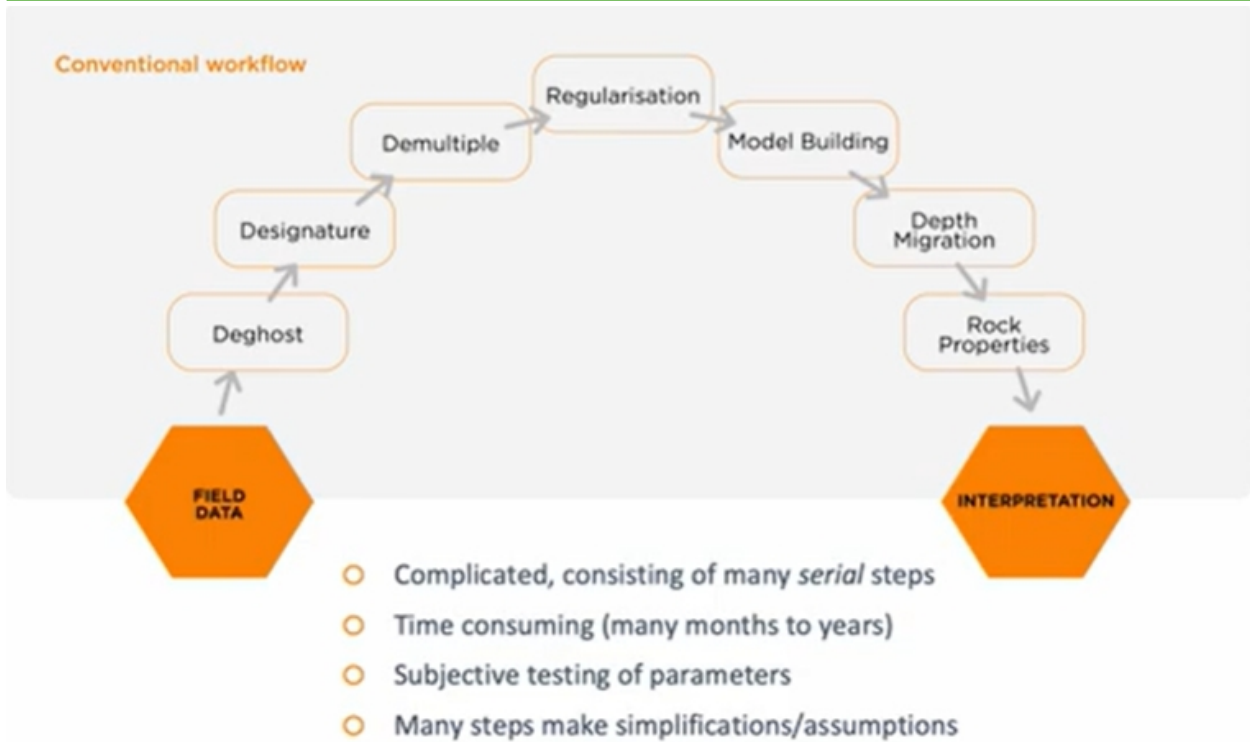 Conventional workflow
Regularisation
Demultiple
Model Building
Designature
Depth
Migration
Deghost
Rock
Properties
FIELD
DATA
INTERPRETATION
Complicated, consisting of many serial steps
Time consuming (many months to years)
Subjective testing of parameters
Many steps make simplifications/assumptions